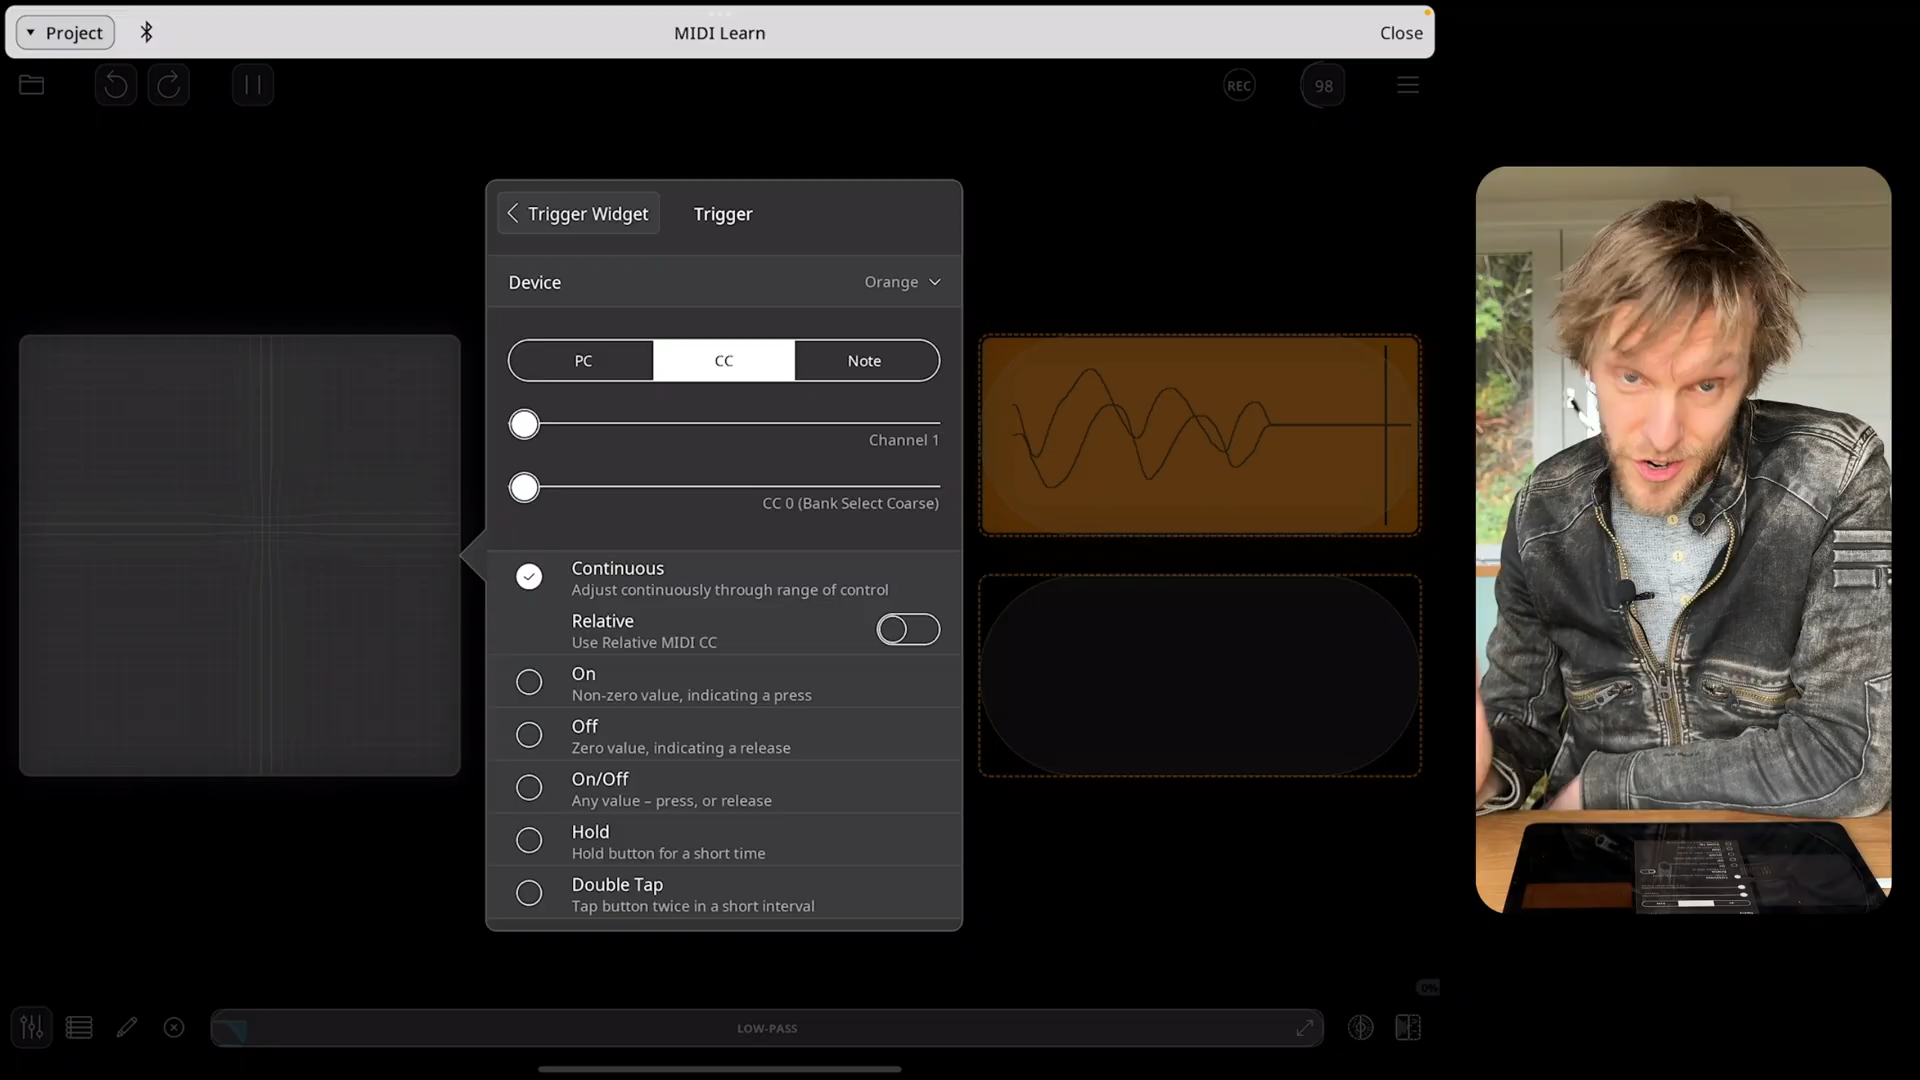 Project
MIDI Learn
Close
REC
98
Trigger Widget
Trigger
Device
Orange
PC
CC
Note
Channel 1
CC 0 (Bank Select Coarse)
Continuous
Adjust continuously through range of control
Relative
Use Relative MIDI CC
On
Non-zero value, indicating a press
Off
Zero value, indicating a release
On/Off
Any value – press, or release
Hold
Hold button for a short time
Double Tap
Tap button twice in a short interval
0%
LOW-PASS